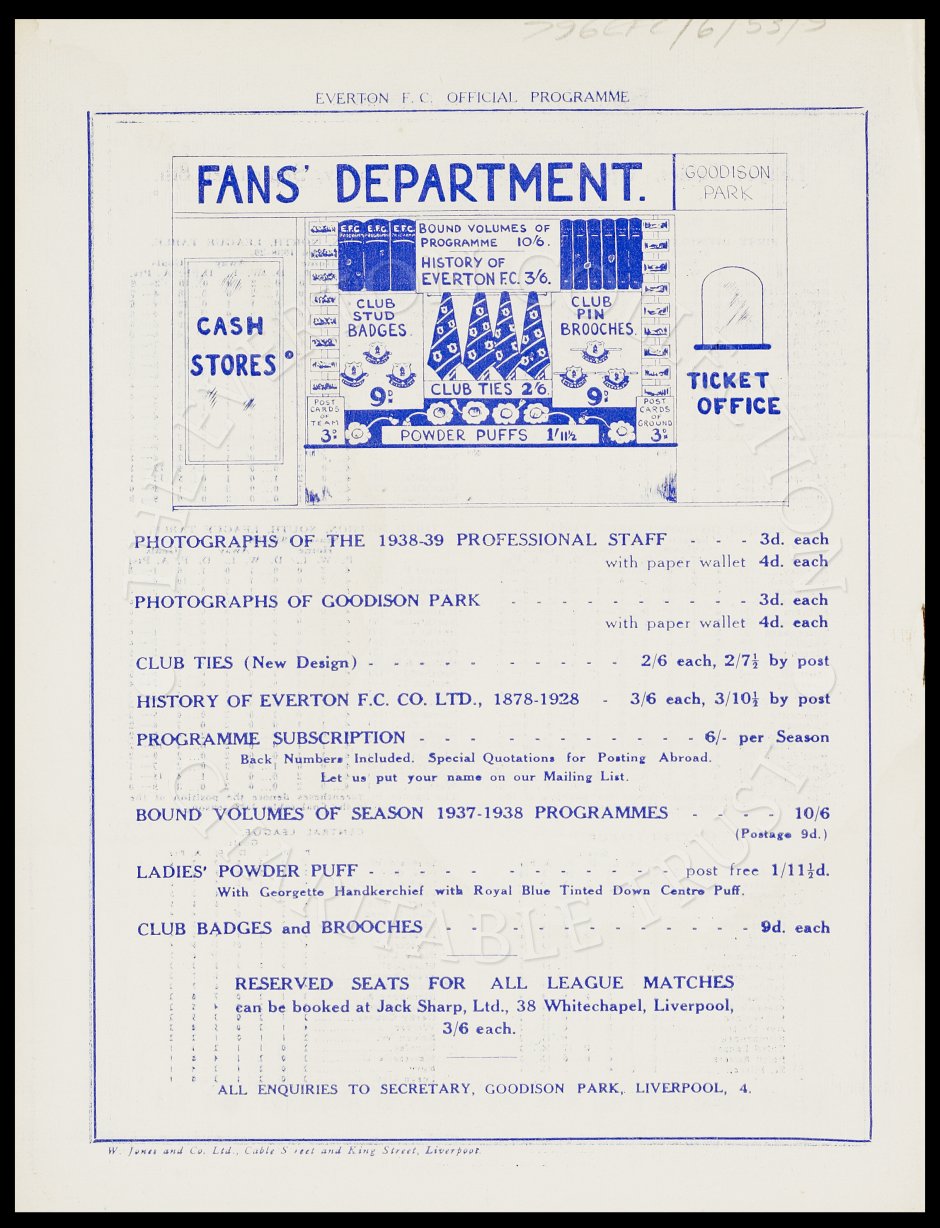 EVERTON F.C. OFFICIAL PROGRAMME
FANS' DEPARTMENT.
GOODISON
PARK
E.F.C. E.F.C. E.F.C.
BOUND VOLUMES OF
PROGRAMME 10/6.
HISTORY OF
EVERTON F.C. 3/6.
CASH
STORES
CLUB
STUD
BADGES.
9D
CLUB TIES 2/6
CLUB
PIN
BROOCHES.
9D
TICKET
OFFICE
POST
CARDS
OF
TEAM
3D
POWDER PUFFS 1/11½
POST
CARDS
OF
GROUND
3D
PHOTOGRAPHS OF THE 1938-39 PROFESSIONAL STAFF - - - 3d. each
with paper wallet 4d. each
PHOTOGRAPHS OF GOODISON PARK - - - - - - - - - - 3d. each
with paper wallet 4d. each
CLUB TIES (New Design) - - - - - - - - - - - 2/6 each, 2/7½ by post
HISTORY OF EVERTON F.C. CO. LTD., 1878-1928 - 3/6 each, 3/10½ by post
PROGRAMME SUBSCRIPTION - - - - - - - - - - - - 6/- per Season
Back Numbers Included. Special Quotations for Posting Abroad.
Let us put your name on our Mailing List.
BOUND VOLUMES OF SEASON 1937-1938 PROGRAMMES - - - - 10/6
(Postage 9d.)
LADIES' POWDER PUFF - - - - - - - - - - - - - post free 1/11½d.
With Georgette Handkerchief with Royal Blue Tinted Down Centre Puff.
CLUB BADGES and BROOCHES - - - - - - - - - - - - - 9d. each
RESERVED SEATS FOR ALL LEAGUE MATCHES
can be booked at Jack Sharp, Ltd., 38 Whitechapel, Liverpool,
3/6 each.
ALL ENQUIRIES TO SECRETARY, GOODISON PARK, LIVERPOOL, 4.
W. Jones and Co. Ltd., Cable Street and King Street, Liverpool.
THE EVERTON COLLECTION
CHARITABLE TRUST